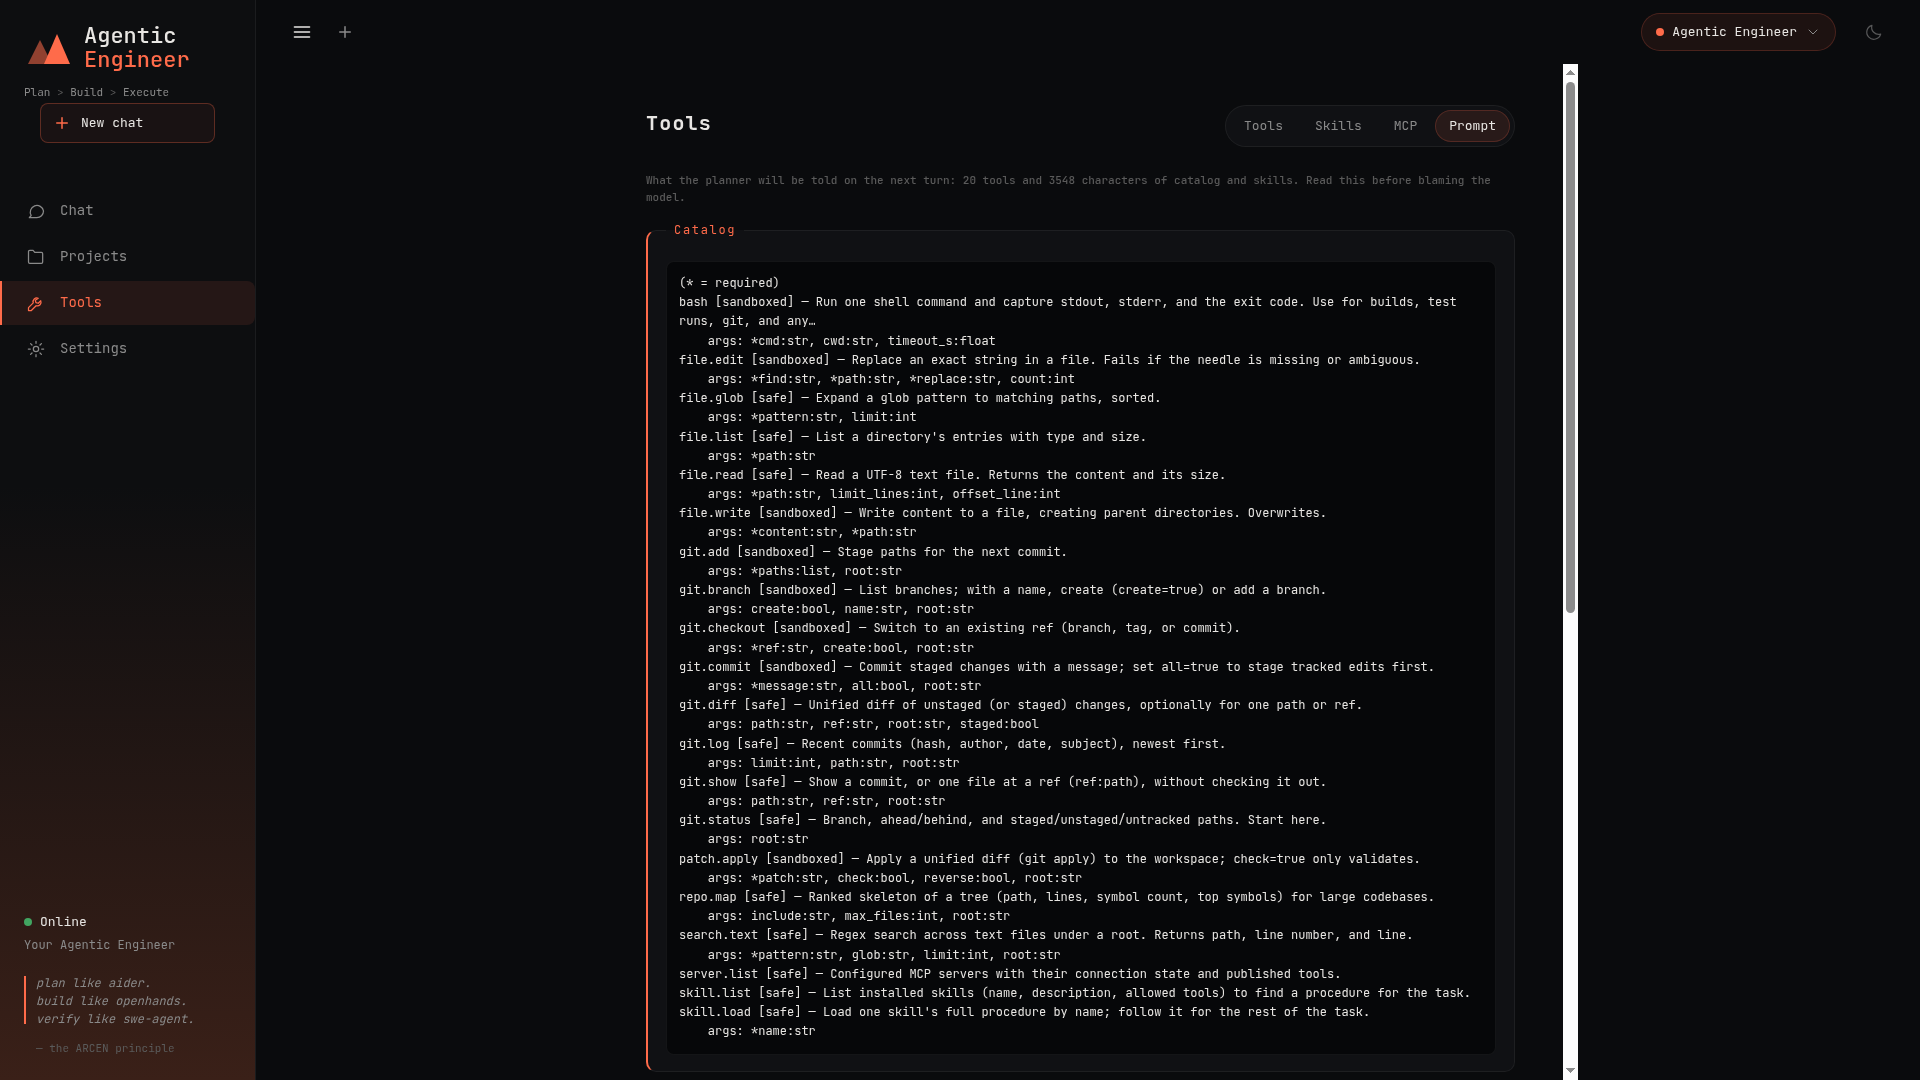 Agentic
Engineer
Plan > Build > Execute
New chat
Chat
Projects
Tools
Settings
Online
Your Agentic Engineer
plan like aider.
build like openhands.
verify like swe-agent.
— the ARCEN principle
Agentic Engineer
Tools
Tools Skills MCP Prompt
What the planner will be told on the next turn: 20 tools and 3548 characters of catalog and skills. Read this before blaming the
model.
Catalog
(* = required)
bash [sandboxed] — Run one shell command and capture stdout, stderr, and the exit code. Use for builds, test
runs, git, and any…
args: *cmd:str, cwd:str, timeout_s:float
file.edit [sandboxed] — Replace an exact string in a file. Fails if the needle is missing or ambiguous.
args: *find:str, *path:str, *replace:str, count:int
file.glob [safe] — Expand a glob pattern to matching paths, sorted.
args: *pattern:str, limit:int
file.list [safe] — List a directory's entries with type and size.
args: *path:str
file.read [safe] — Read a UTF-8 text file. Returns the content and its size.
args: *path:str, limit_lines:int, offset_line:int
file.write [sandboxed] — Write content to a file, creating parent directories. Overwrites.
args: *content:str, *path:str
git.add [sandboxed] — Stage paths for the next commit.
args: *paths:list, root:str
git.branch [sandboxed] — List branches; with a name, create (create=true) or add a branch.
args: create:bool, name:str, root:str
git.checkout [sandboxed] — Switch to an existing ref (branch, tag, or commit).
args: *ref:str, create:bool, root:str
git.commit [sandboxed] — Commit staged changes with a message; set all=true to stage tracked edits first.
args: *message:str, all:bool, root:str
git.diff [safe] — Unified diff of unstaged (or staged) changes, optionally for one path or ref.
args: path:str, ref:str, root:str, staged:bool
git.log [safe] — Recent commits (hash, author, date, subject), newest first.
args: limit:int, path:str, root:str
git.show [safe] — Show a commit, or one file at a ref (ref:path), without checking it out.
args: path:str, ref:str, root:str
git.status [safe] — Branch, ahead/behind, and staged/unstaged/untracked paths. Start here.
args: root:str
patch.apply [sandboxed] — Apply a unified diff (git apply) to the workspace; check=true only validates.
args: *patch:str, check:bool, reverse:bool, root:str
repo.map [safe] — Ranked skeleton of a tree (path, lines, symbol count, top symbols) for large codebases.
args: include:str, max_files:int, root:str
search.text [safe] — Regex search across text files under a root. Returns path, line number, and line.
args: *pattern:str, glob:str, limit:int, root:str
server.list [safe] — Configured MCP servers with their connection state and published tools.
skill.list [safe] — List installed skills (name, description, allowed tools) to find a procedure for the task.
skill.load [safe] — Load one skill's full procedure by name; follow it for the rest of the task.
args: *name:str